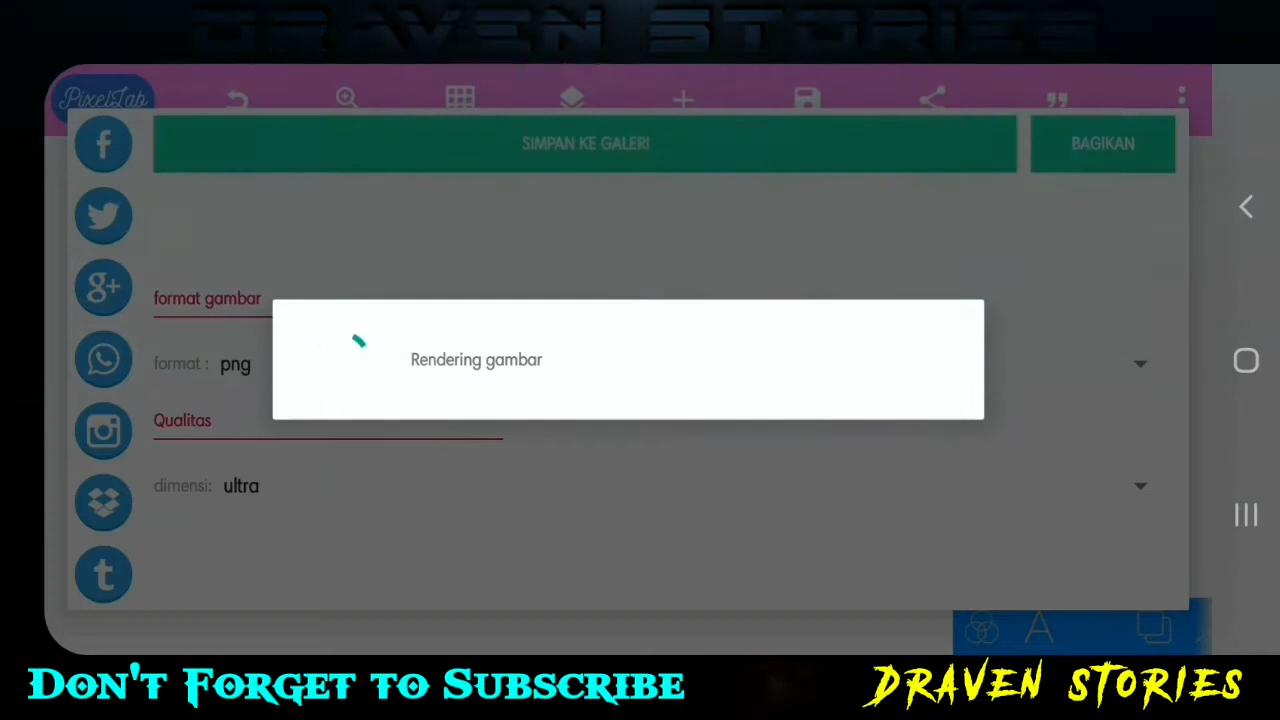 DRAVEN STORIES
PixelLab
SIMPAN KE GALERI
BAGIKAN
format gambar
format : png
Rendering gambar
Qualitas
dimensi: ultra
A
Don't Forget to Subscribe
DRAVEN STORIES